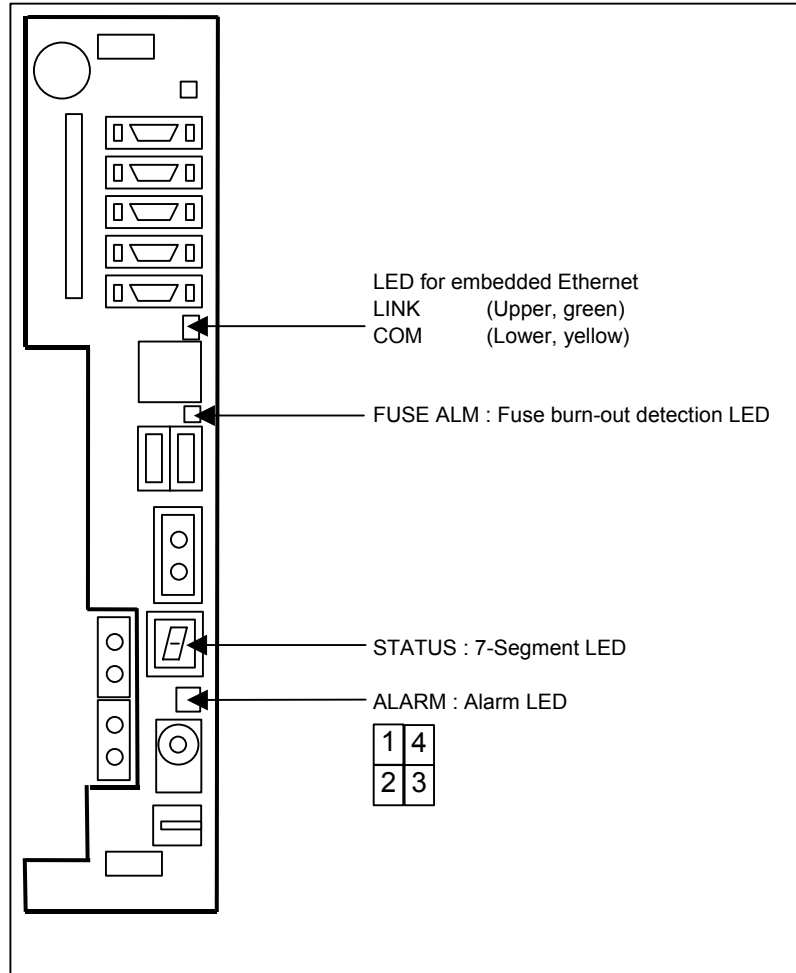 LED for embedded Ethernet
LINK (Upper, green)
COM (Lower, yellow)
FUSE ALM : Fuse burn-out detection LED
STATUS : 7-Segment LED
ALARM : Alarm LED
1 4
2 3